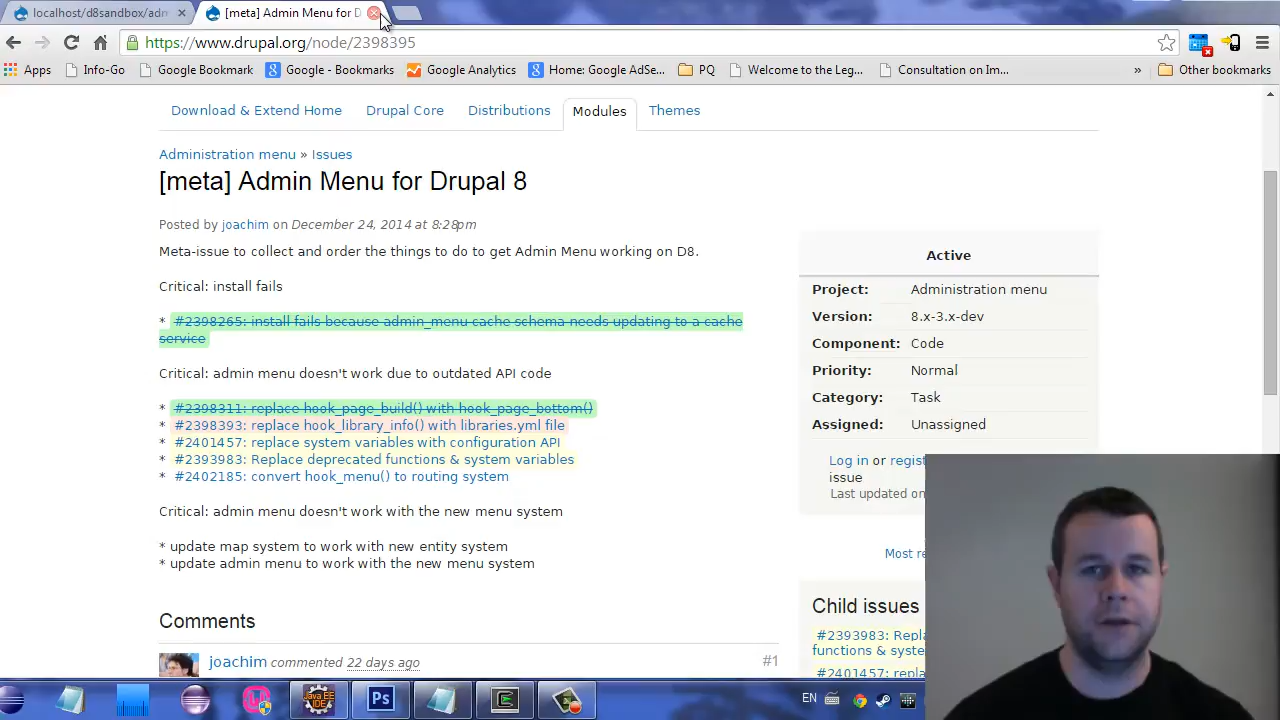 localhost/d8sandbox/adm
[meta] Admin Menu for D
https://www.drupal.org/node/2398395
Apps
Info-Go
Google Bookmark
Google - Bookmarks
Google Analytics
Home: Google AdSe...
PQ
Welcome to the Leg...
Consultation on Im...
»
Other bookmarks
Download & Extend Home
Drupal Core
Distributions
Modules
Themes
Administration menu » Issues
[meta] Admin Menu for Drupal 8
Posted by joachim on December 24, 2014 at 8:28pm
Meta-issue to collect and order the things to do to get Admin Menu working on D8.
Critical: install fails
* #2398265: install fails because admin_menu cache schema needs updating to a cache
service
Critical: admin menu doesn't work due to outdated API code
* #2398311: replace hook_page_build() with hook_page_bottom()
* #2398393: replace hook_library_info() with libraries.yml file
* #2401457: replace system variables with configuration API
* #2393983: Replace deprecated functions & system variables
* #2402185: convert hook_menu() to routing system
Critical: admin menu doesn't work with the new menu system
* update map system to work with new entity system
* update admin menu to work with the new menu system
Comments
joachim commented 22 days ago
#1
Active
Project: Administration menu
Version: 8.x-3.x-dev
Component: Code
Priority: Normal
Category: Task
Assigned: Unassigned
Log in or regist
issue
Last updated on
Most re
Child issues
#2393983: Repl
functions & syste
#2401457: repla
Java EE
IDE
Ps
EN